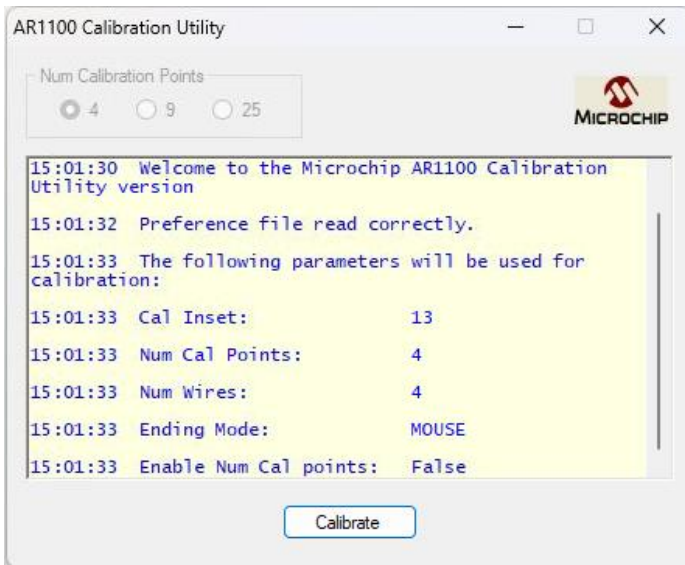 AR1100 Calibration Utility
Num Calibration Points
4 9 25
MICROCHIP
15:01:30 Welcome to the Microchip AR1100 Calibration
Utility version
15:01:32 Preference file read correctly.
15:01:33 The following parameters will be used for
calibration:
15:01:33 Cal Inset: 13
15:01:33 Num Cal Points: 4
15:01:33 Num Wires: 4
15:01:33 Ending Mode: MOUSE
15:01:33 Enable Num Cal points: False
Calibrate